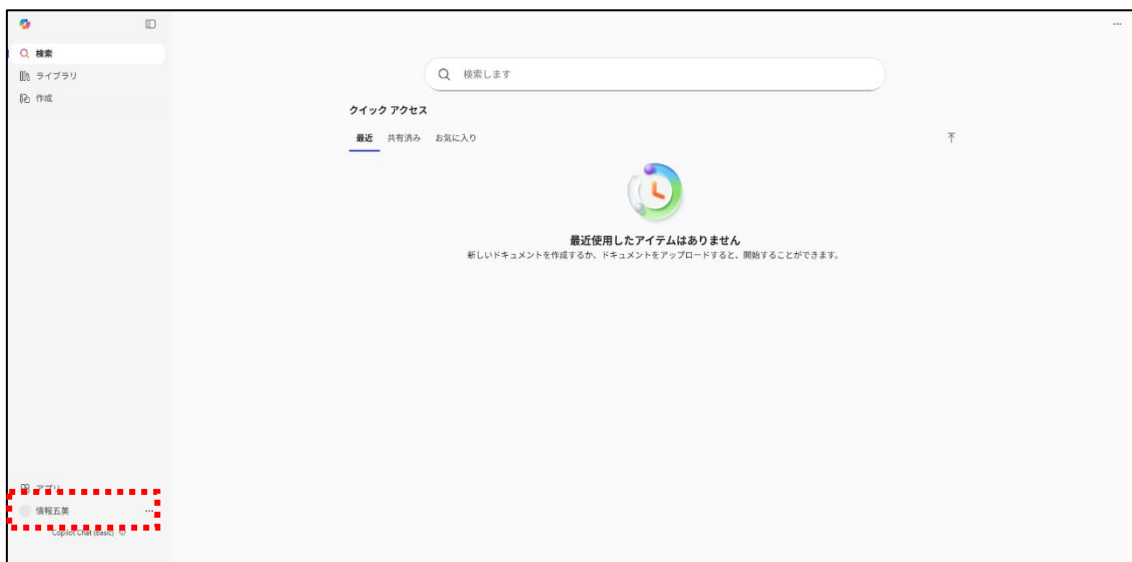 検索
ライブラリ
作成
検索します
クイック アクセス
最近 共有済み お気に入り
最近使用したアイテムはありません
新しいドキュメントを作成するか、ドキュメントをアップロードすると、開始することができます。
アプリ
情報五美
Copilot Chat (Basic)